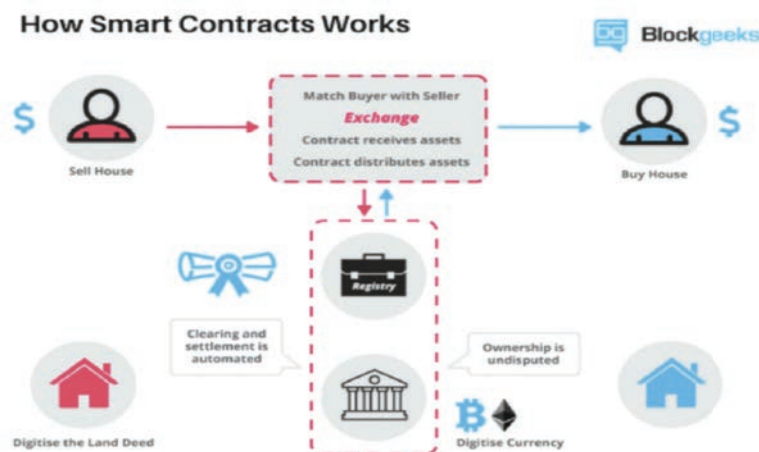 How Smart Contracts Works
Blockgeeks
Match Buyer with Seller
Exchange
Contract receives assets
Contract distributes assets
$
$
Sell House
Buy House
Registry
Clearing and
settlement is
automated
Ownership is
undisputed
Digitise the Land Deed
Digitise Currency